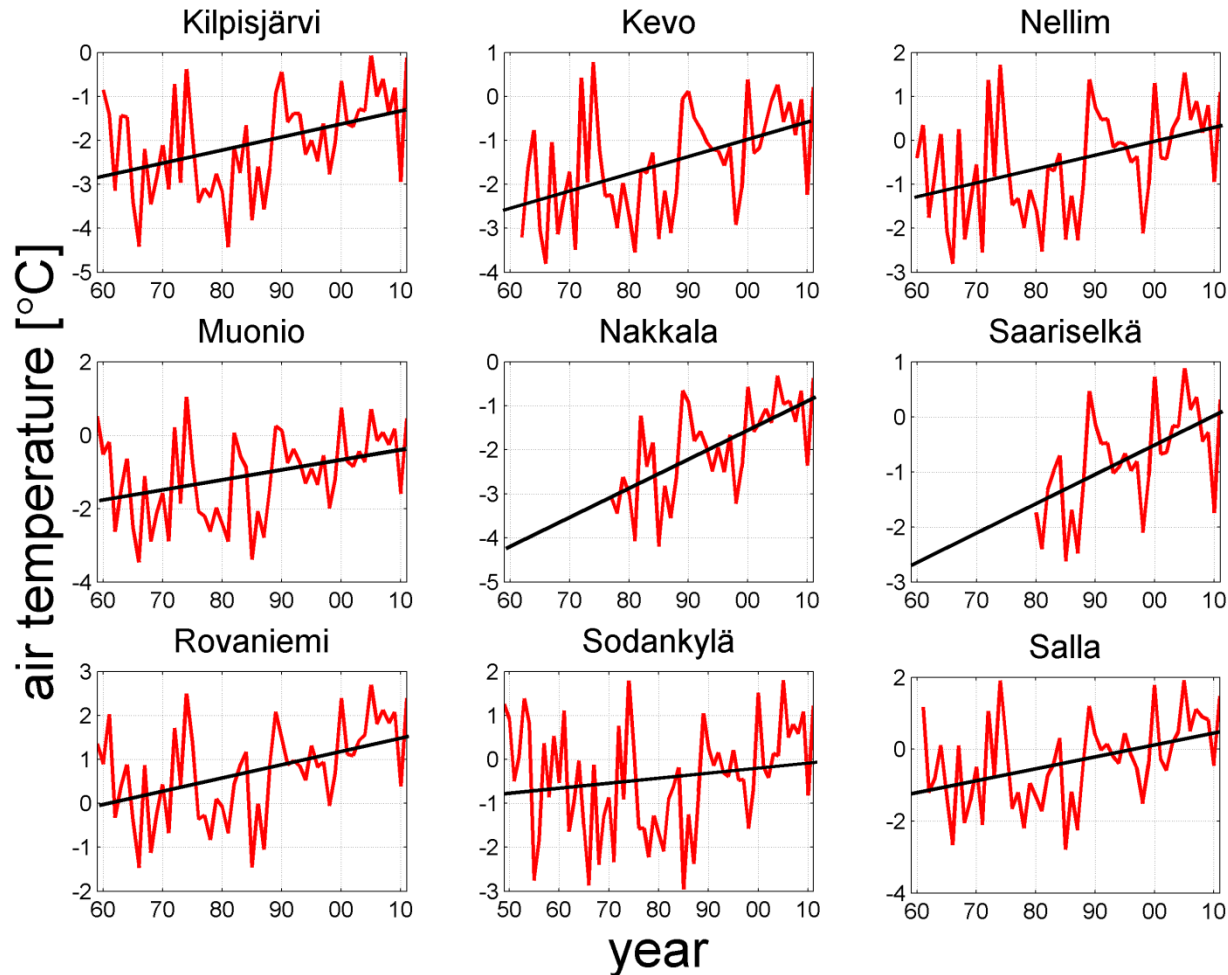 Kilpisjärvi Kevo Nellim
0 1 2
-1 0 1
-2 -1 0
-3 -2 -1
-4 -3 -2
-5 -4 -3
60 70 80 90 00 10 60 70 80 90 00 10 60 70 80 90 00 10
Muonio Nakkala Saariselkä
2 0 1
0 -1 0
-2 -2 -1
-4 -3 -2
-4 -3
-5
60 70 80 90 00 10 60 70 80 90 00 10 60 70 80 90 00 10
Rovaniemi Sodankylä Salla
3 2 2
2 1 0
1 0 -2
0 -1 -4
-1 -2
-2 -3
60 70 80 90 00 10 50 60 70 80 90 00 10 60 70 80 90 00 10
air temperature [°C]
year